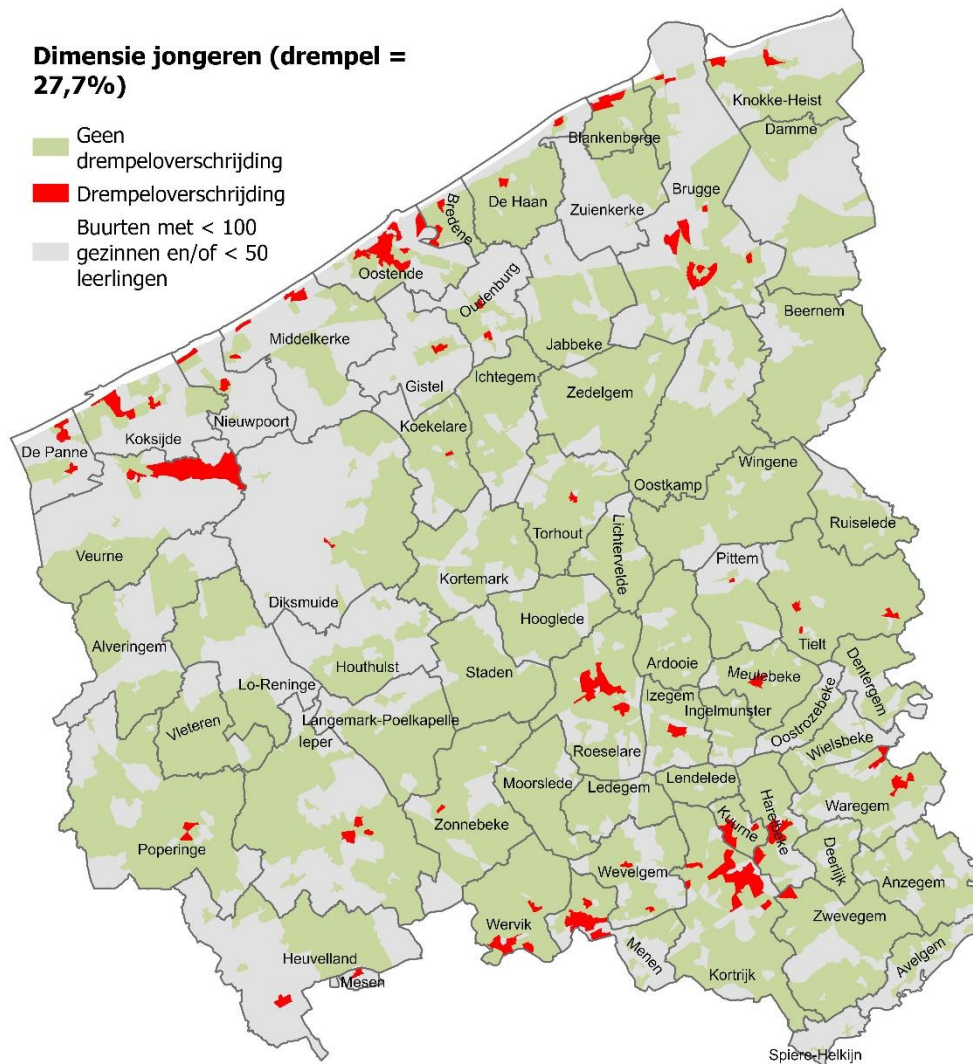 Dimensie jongeren (drempel =
27,7%)
Geen
drempeloverschrijding
Drempeloverschrijding
Buurten met < 100
gezinnen en/of < 50
leerlingen
Knokke-Heist
Damme
Blankenberge
Brugge
De Haan
Zuienkerke
Bredene
Oostende
Oudenburg
Beernem
Middelkerke
Jabbeke
Gistel
Ichtegem
Zedelgem
Nieuwpoort
Koekelare
Koksijde
De Panne
Wingene
Oostkamp
Ruiselede
Torhout
Lichtervelde
Veurne
Pittem
Kortemark
Diksmuide
Hooglede
Tielt
Alveringem
Houthulst
Staden
Ardooie
Meulebeke
Dentergem
Lo-Reninge
Izegem
Ingelmunster
Langemark-Poelkapelle
Vleteren
Ieper
Oostrozebeke
Wielsbeke
Roeselare
Moorslede
Ledegem
Lendelede
Harelbeke
Waregem
Kuurne
Zonnebeke
Poperinge
Deerlijk
Wevelgem
Anzegem
Wervik
Zwevegem
Heuvelland
Menen
Avelgem
Mesen
Kortrijk
Spiere-Helkijn